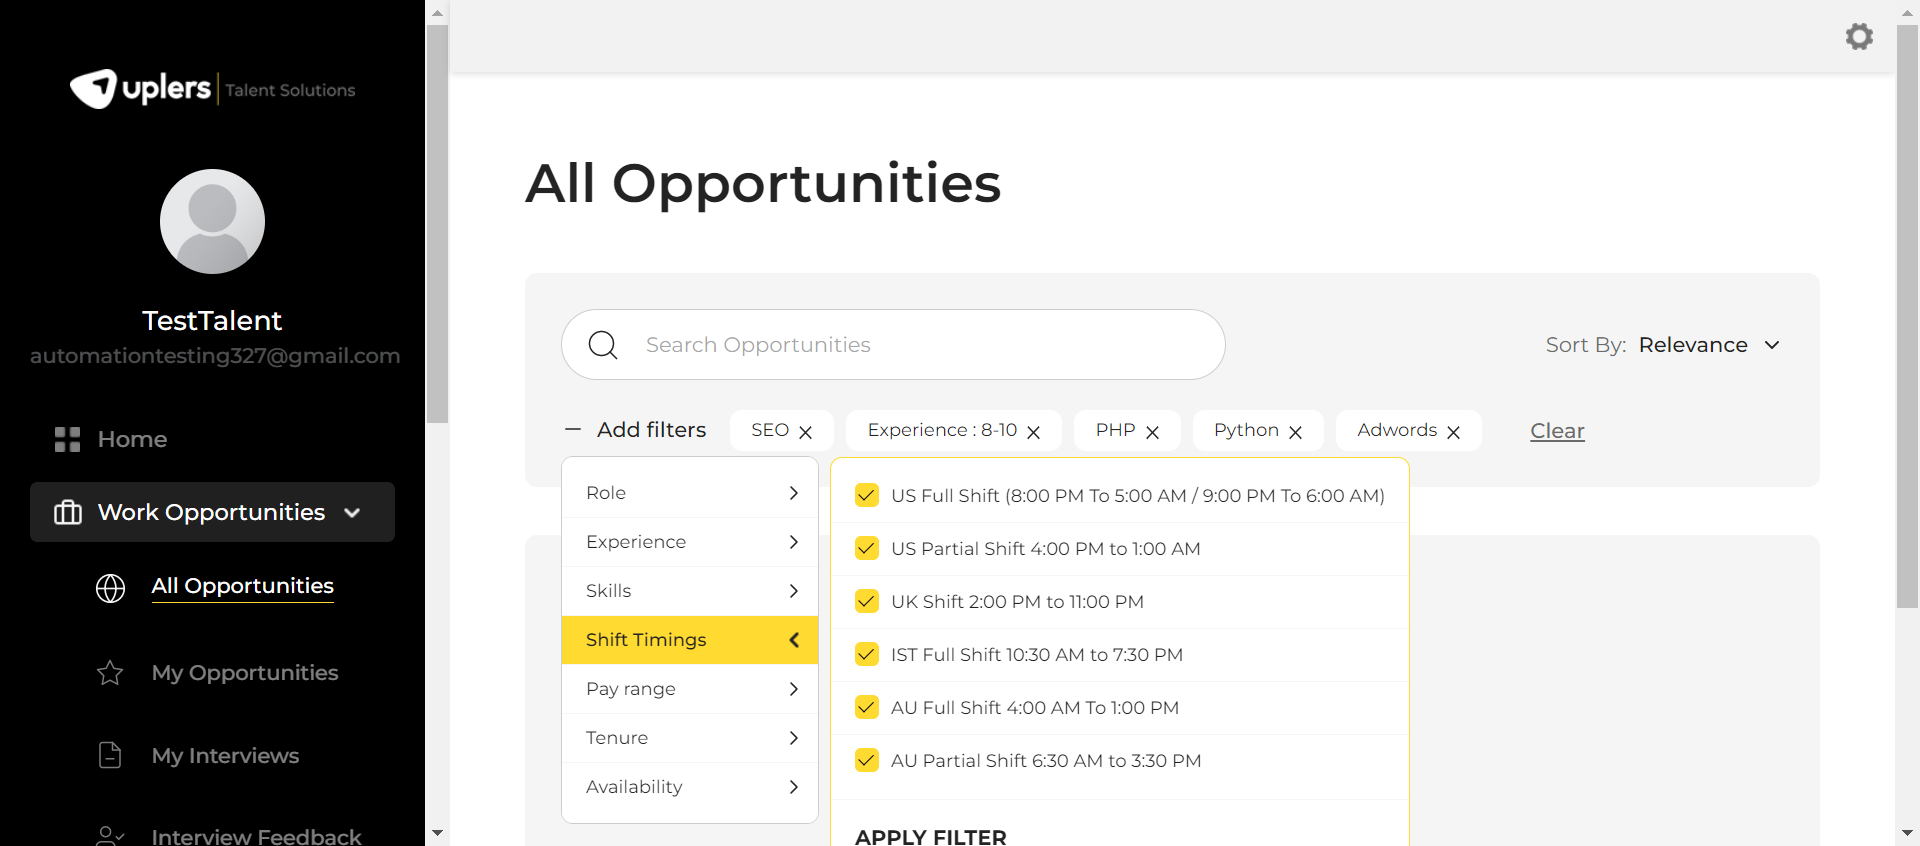 uplers | Talent Solutions
TestTalent
automationtesting327@gmail.com
Home
Work Opportunities
All Opportunities
My Opportunities
My Interviews
Interview Feedback
All Opportunities
Search Opportunities
Sort By: Relevance
Add filters
SEO
Experience : 8-10
PHP
Python
Adwords
Clear
Role
Experience
Skills
Shift Timings
Pay range
Tenure
Availability
US Full Shift (8:00 PM To 5:00 AM / 9:00 PM To 6:00 AM)
US Partial Shift 4:00 PM to 1:00 AM
UK Shift 2:00 PM to 11:00 PM
IST Full Shift 10:30 AM to 7:30 PM
AU Full Shift 4:00 AM To 1:00 PM
AU Partial Shift 6:30 AM to 3:30 PM
APPLY FILTER